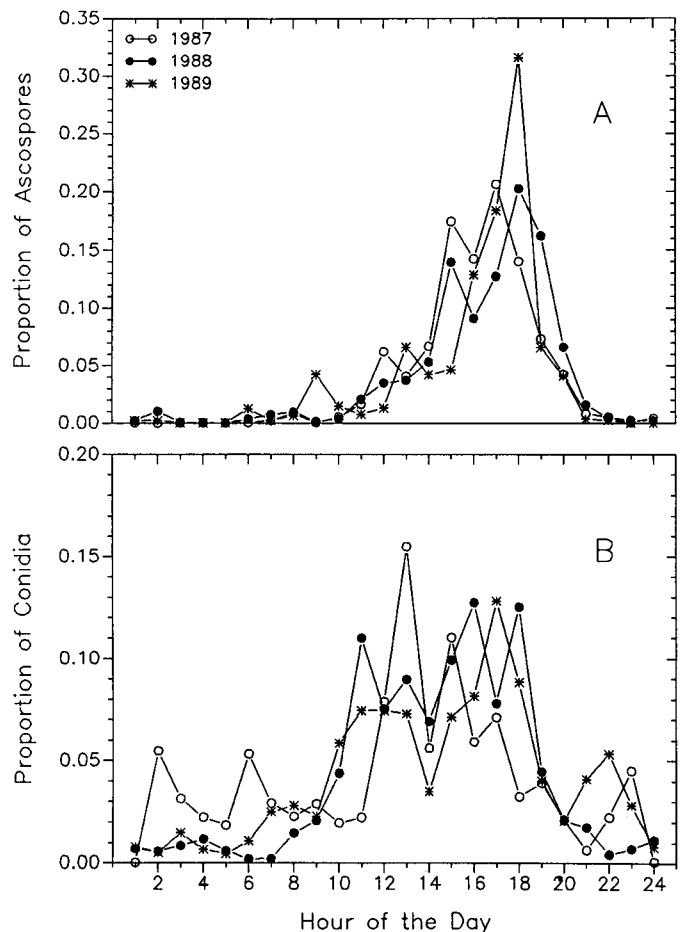 0.35
0.30
0.25
0.20
0.15
0.10
0.05
0.00
Proportion of Ascospores
1987
1988
1989
A
0.20
0.15
0.10
0.05
0.00
Proportion of Conidia
B
2 4 6 8 10 12 14 16 18 20 22 24
Hour of the Day